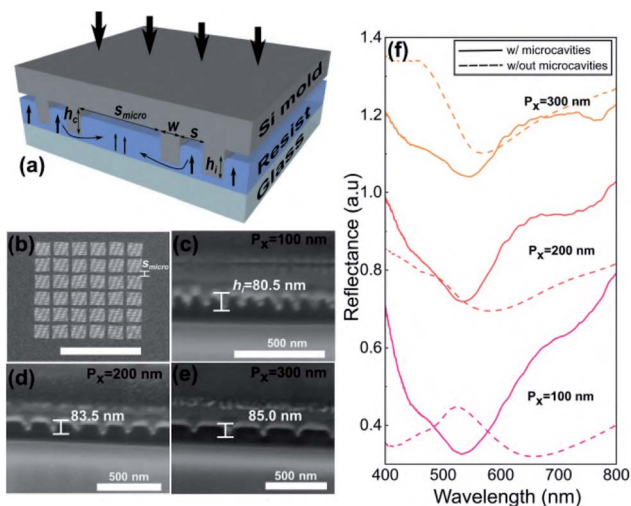 (a)
h_c
S_micro
w
s
h_i
Si mold
Resist
Glass
(b)
S_micro
(c)
P_x=100 nm
h_i=80.5 nm
500 nm
(d)
P_x=200 nm
83.5 nm
500 nm
(e)
P_x=300 nm
85.0 nm
500 nm
(f)
w/ microcavities
w/out microcavities
P_x=300 nm
P_x=200 nm
P_x=100 nm
1.4
1.2
1.0
0.8
0.6
0.4
Reflectance (a.u)
400 500 600 700 800
Wavelength (nm)